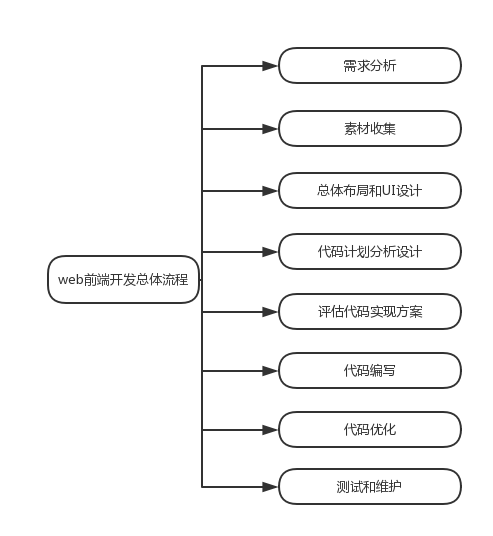 需求分析
素材收集
总体布局和UI设计
代码计划分析设计
web前端开发总体流程
评估代码实现方案
代码编写
代码优化
测试和维护